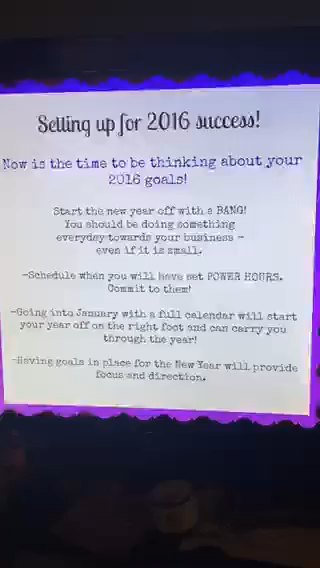 Setting up for 2016 success!
Now is the time to be thinking about your
2016 goals!
Start the new year off with a BANG!
You should be doing something
everyday towards your business -
even if it is small.
-Schedule when you will have set POWER HOURS.
Commit to them!
-Going into January with a full calendar will start
your year off on the right foot and can carry you
through the year!
-Having goals in place for the New Year will provide
focus and direction.